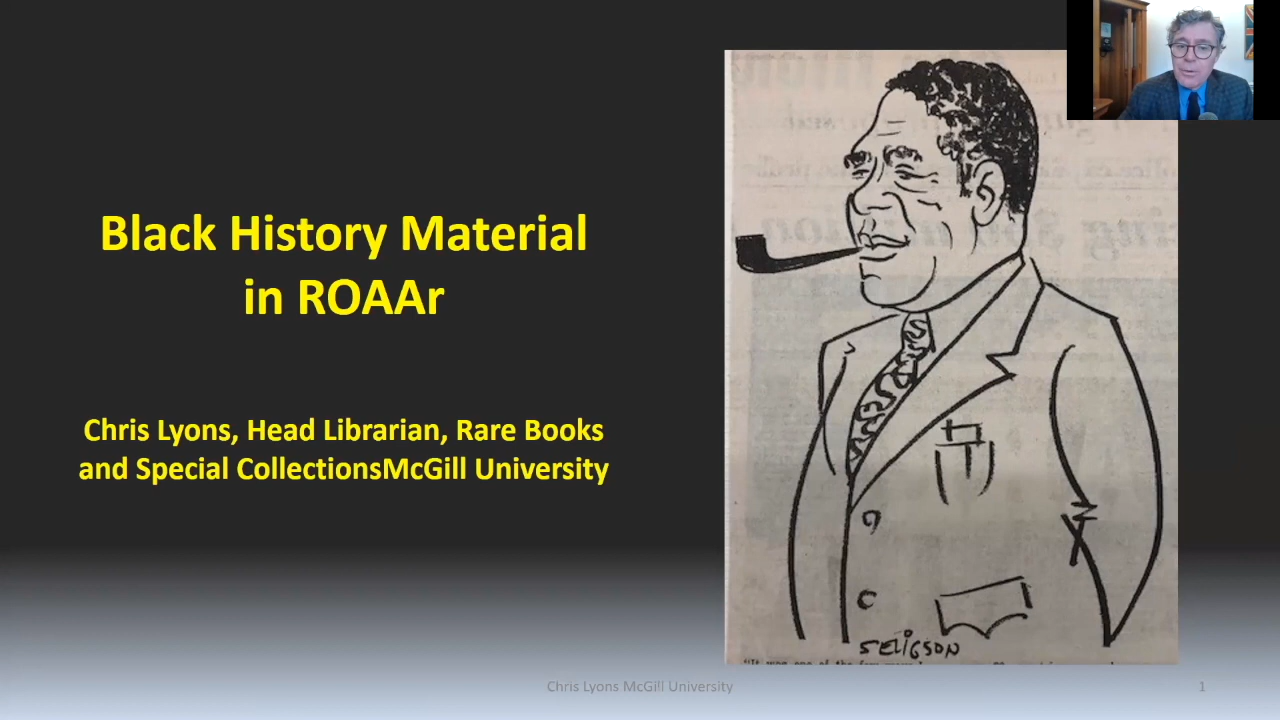 Black History Material
in ROAAr
Chris Lyons, Head Librarian, Rare Books
and Special CollectionsMcGill University
SELIGSON
Chris Lyons McGill University
1